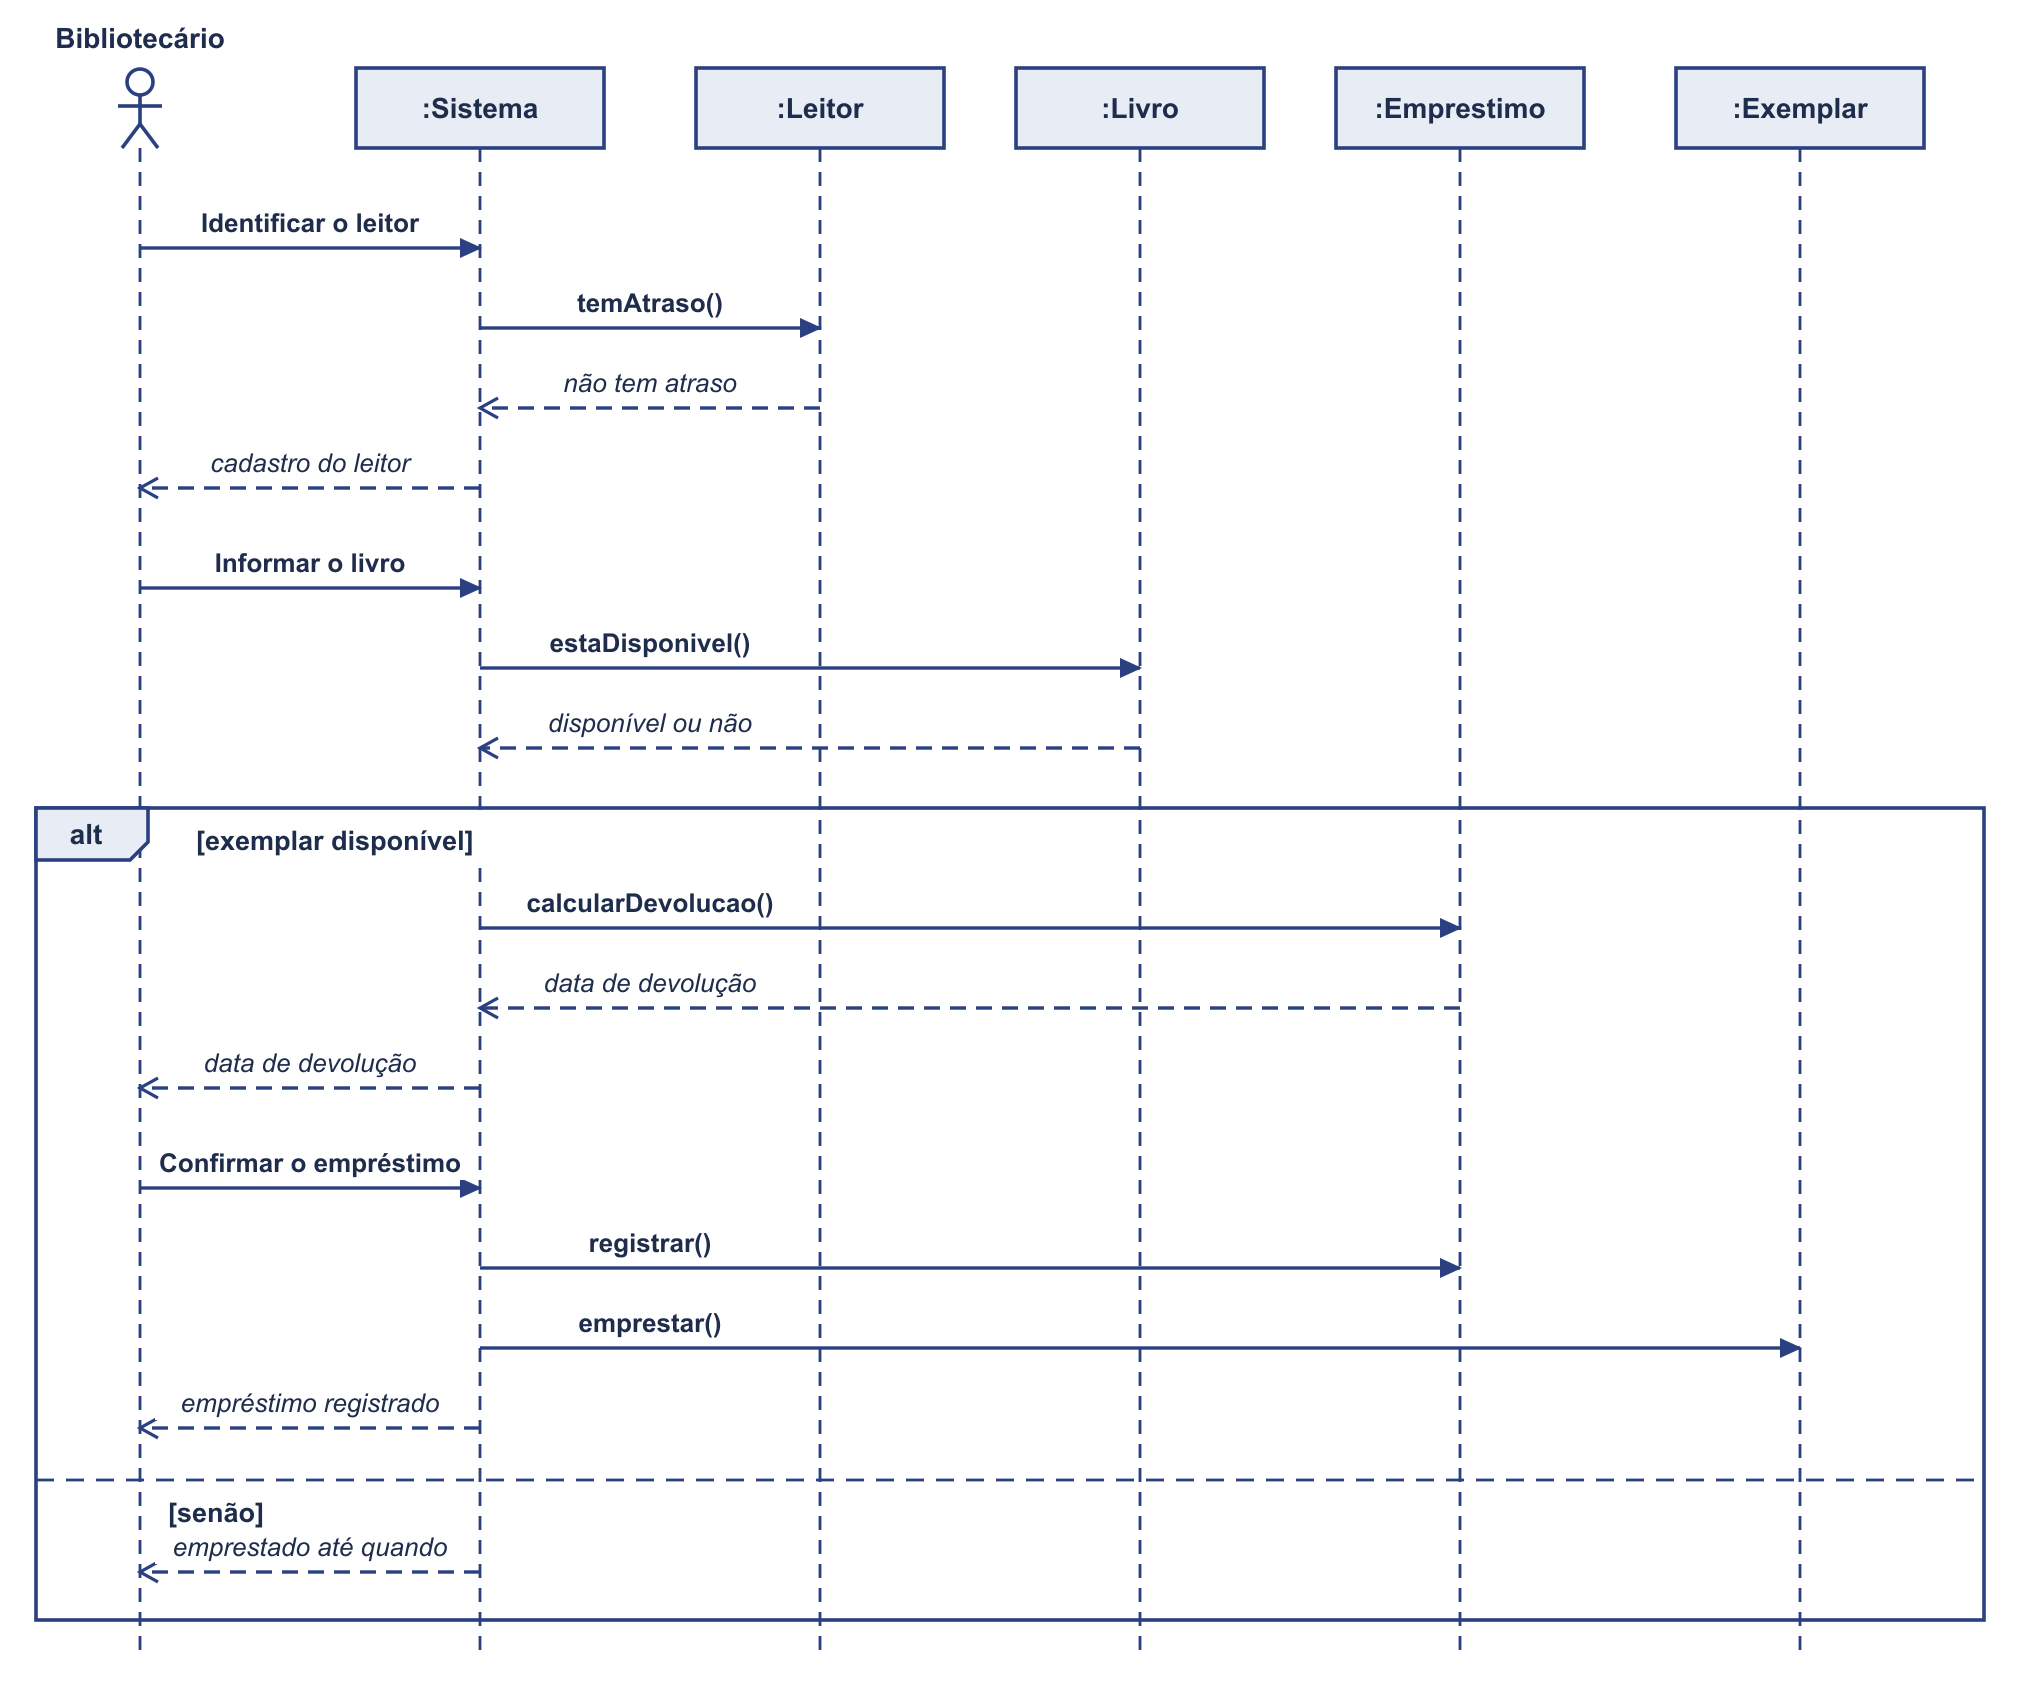 Bibliotecário
:Sistema
:Leitor
:Livro
:Emprestimo
:Exemplar
Identificar o leitor
temAtraso()
não tem atraso
cadastro do leitor
Informar o livro
estaDisponivel()
disponível ou não
alt
[exemplar disponível]
calcularDevolucao()
data de devolução
data de devolução
Confirmar o empréstimo
registrar()
emprestar()
empréstimo registrado
[senão]
emprestado até quando